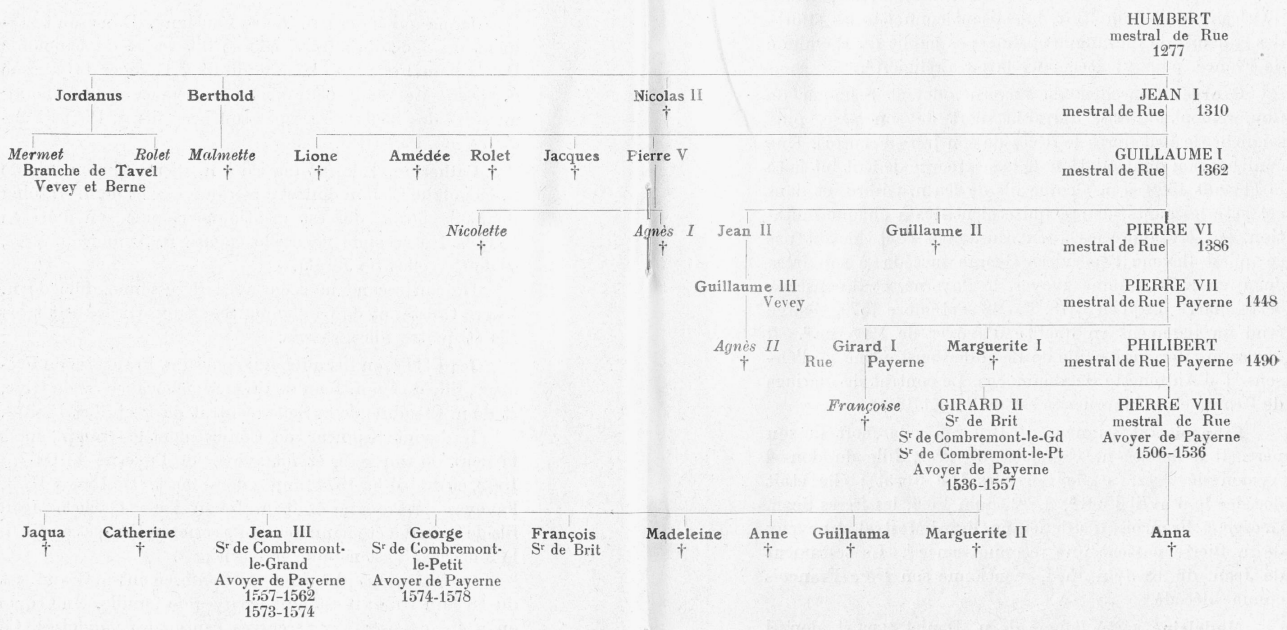 HUMBERT
mestral de Rue
1277
Jordanus Berthold Nicolas II JEAN I
† mestral de Rue 1310
Mermet Rolet Malmette Lione Amédée Rolet Jacques Pierre V GUILLAUME I
Branche de Tavel † † † † † mestral de Rue 1362
Vevey et Berne
Nicolette Agnès I Jean II Guillaume II PIERRE VI
† † † mestral de Rue 1386
Guillaume III PIERRE VII
Vevey mestral de Rue Payerne 1448
Agnès II Girard I Marguerite I PHILIBERT
† Rue Payerne † mestral de Rue Payerne 1490
Françoise GIRARD II PIERRE VIII
† Sʳ de Brit mestral de Rue
Sʳ de Combremont-le-Gd Avoyer de Payerne
Sʳ de Combremont-le-Pt 1506-1536
Avoyer de Payerne
1536-1557
Jaqua Catherine Jean III George François Madeleine Anne Guillauma Marguerite II Anna
† † Sʳ de Combremont- Sʳ de Combremont- Sʳ de Brit † † † † †
le-Grand le-Petit
Avoyer de Payerne Avoyer de Payerne
1557-1562 1574-1578
1573-1574